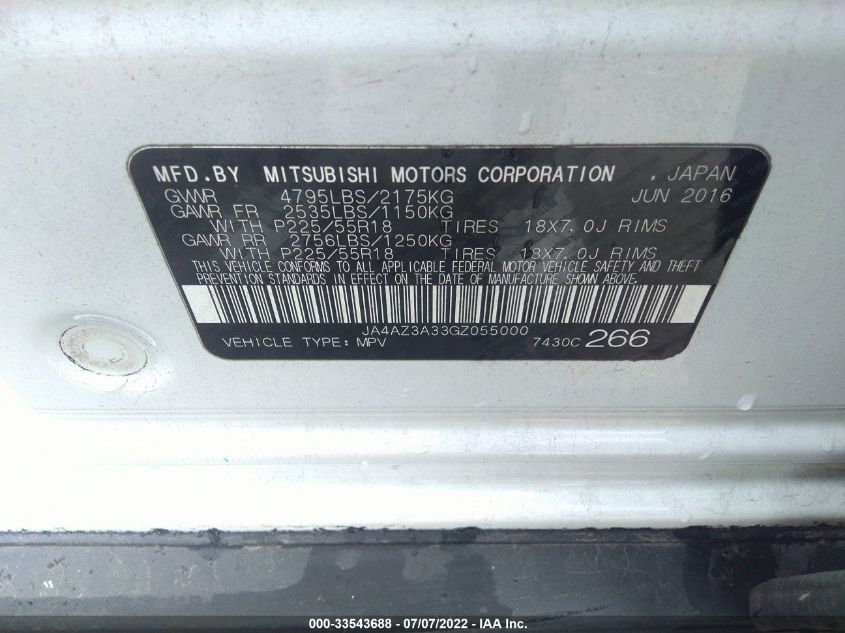 MFD.BY MITSUBISHI MOTORS CORPORATION , JAPAN
GVWR 4795LBS/2175KG JUN 2016
GAWR FR 2535LBS/1150KG
WITH P225/55R18 TIRES 18X7.0J RIMS
GAWR RR 2756LBS/1250KG
WITH P225/55R18 TIRES 18X7.0J RIMS
THIS VEHICLE CONFORMS TO ALL APPLICABLE FEDERAL MOTOR VEHICLE SAFETY AND THEFT
PREVENTION STANDARDS IN EFFECT ON THE DATE OF MANUFACTURE SHOWN ABOVE.
JA4AZ3A33GZ055000
VEHICLE TYPE: MPV 7430C 266
000-33543688 - 07/07/2022 - IAA Inc.